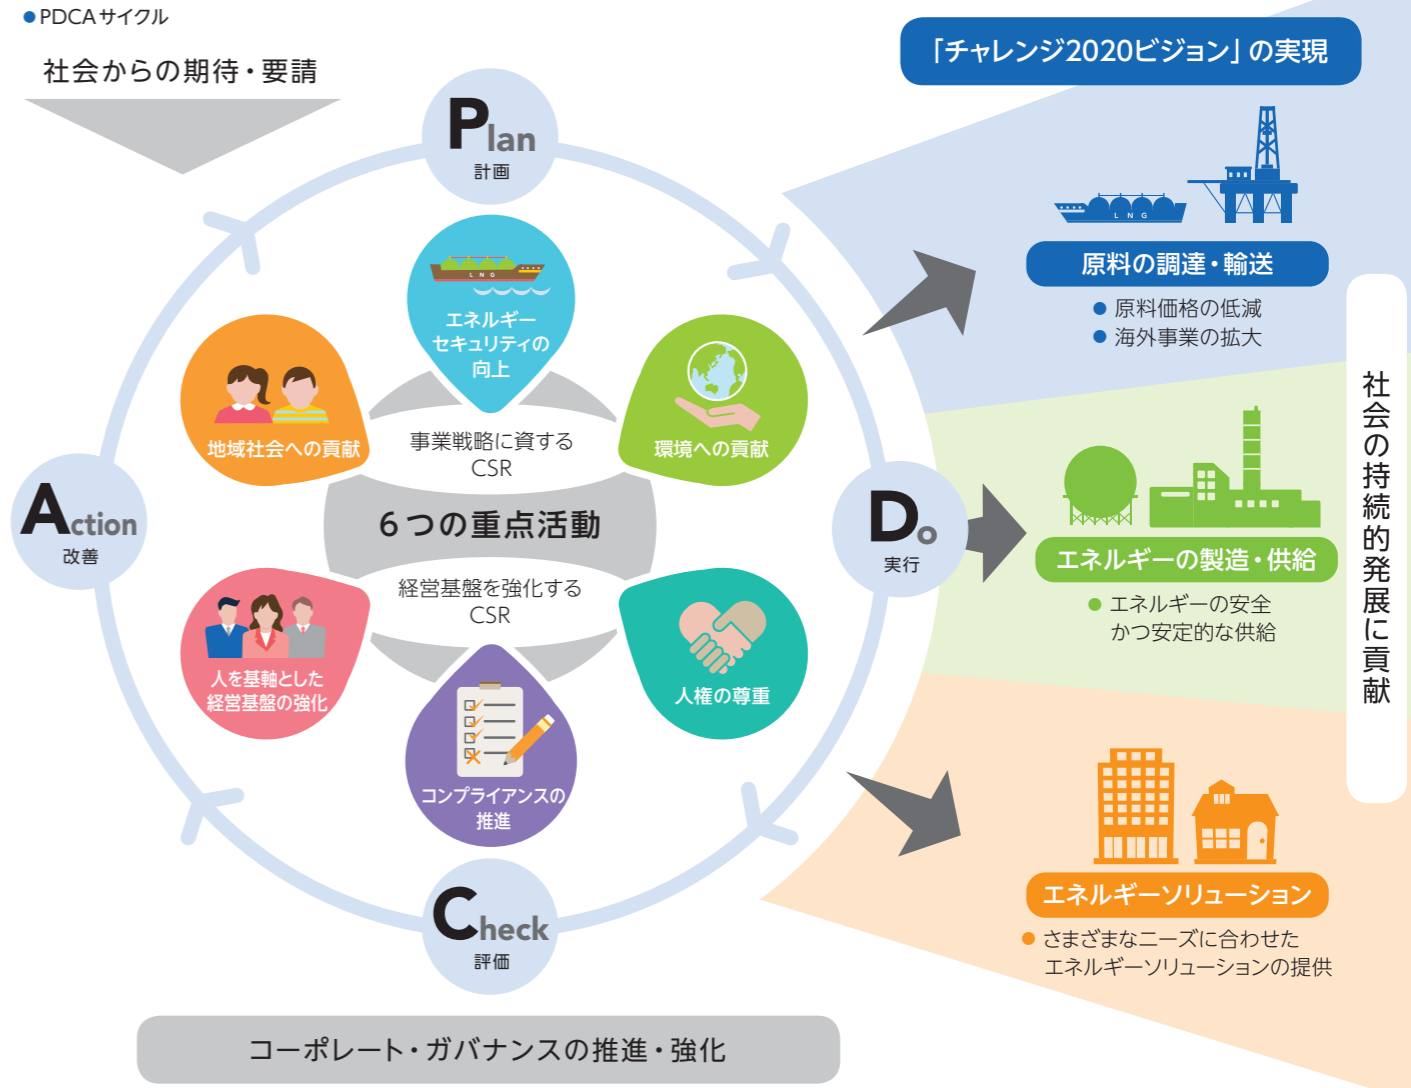 ●PDCAサイクル
社会からの期待・要請
Plan
計画
LNG
エネルギー
セキュリティの
向上
地域社会への貢献
環境への貢献
事業戦略に資する
CSR
6つの重点活動
経営基盤を強化する
CSR
人を基軸とした
経営基盤の強化
人権の尊重
コンプライアンスの
推進
Action
改善
Do
実行
Check
評価
コーポレート・ガバナンスの推進・強化
「チャレンジ2020ビジョン」の実現
LNG
原料の調達・輸送
● 原料価格の低減
● 海外事業の拡大
エネルギーの製造・供給
● エネルギーの安全
かつ安定的な供給
エネルギーソリューション
● さまざまなニーズに合わせた
エネルギーソリューションの提供
社会の持続的発展に貢献